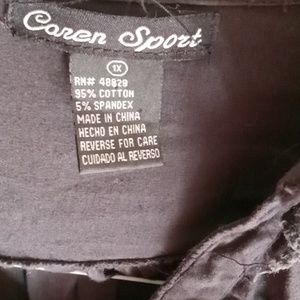 Caren Sport
1X
RN# 48829
95% COTTON
5% SPANDEX
MADE IN CHINA
HECHO EN CHINA
REVERSE FOR CARE
CUIDADO AL REVERSO